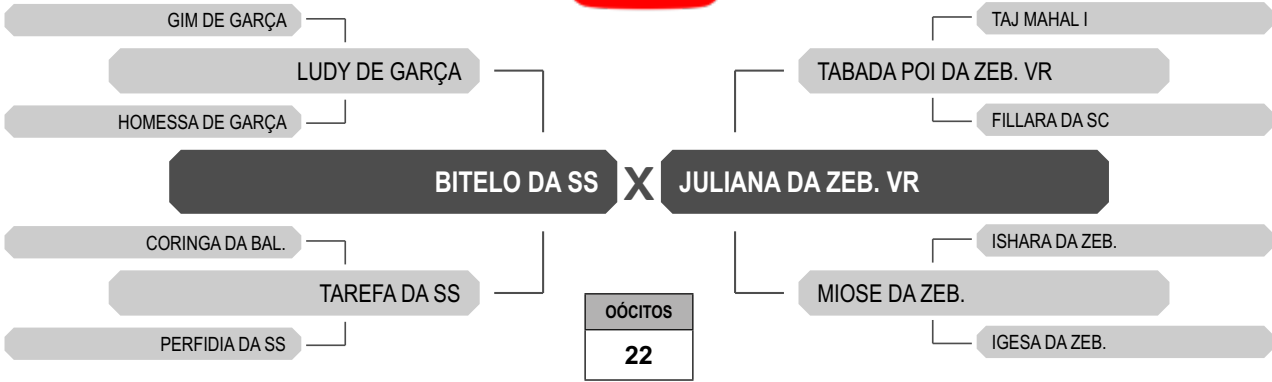 GIM DE GARÇA
LUDY DE GARÇA
HOMESSA DE GARÇA
BITELO DA SS X JULIANA DA ZEB. VR
CORINGA DA BAL.
TAREFA DA SS
PERFIDIA DA SS
TAJ MAHAL I
TABADA POI DA ZEB. VR
FILLARA DA SC
ISHARA DA ZEB.
MIOSE DA ZEB.
IGESA DA ZEB.
OÓCITOS
22